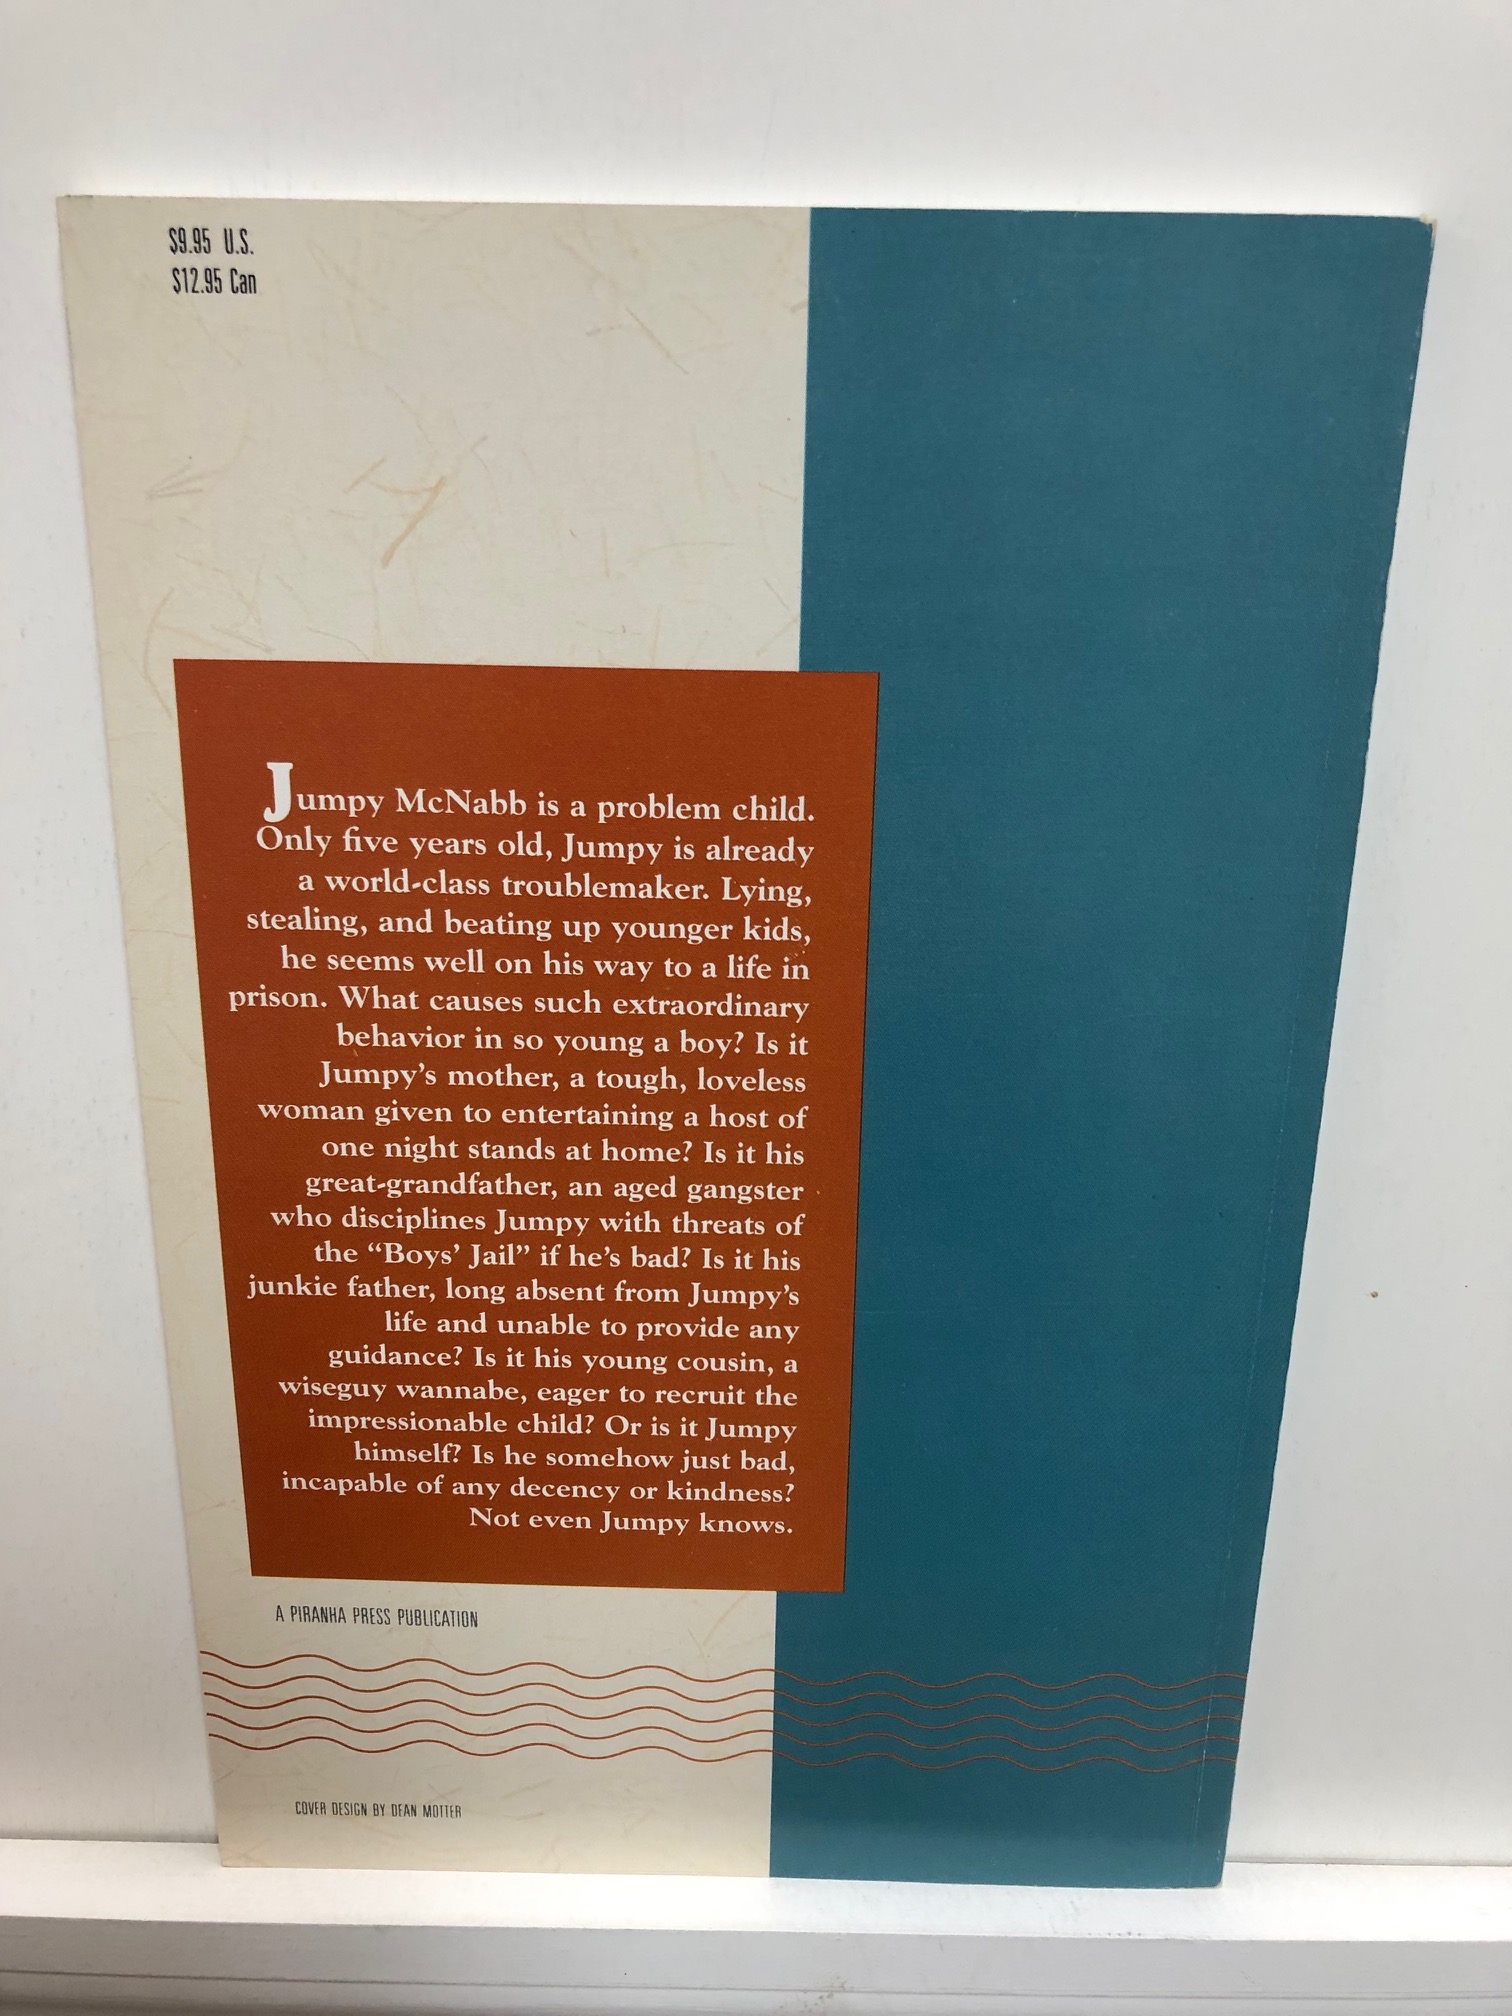 $9.95 U.S.
$12.95 Can
Jumpy McNabb is a problem child.
Only five years old, Jumpy is already
a world-class troublemaker. Lying,
stealing, and beating up younger kids,
he seems well on his way to a life in
prison. What causes such extraordinary
behavior in so young a boy? Is it
Jumpy’s mother, a tough, loveless
woman given to entertaining a host of
one night stands at home? Is it his
great-grandfather, an aged gangster
who disciplines Jumpy with threats of
the “Boys’ Jail” if he’s bad? Is it his
junkie father, long absent from Jumpy’s
life and unable to provide any
guidance? Is it his young cousin, a
wiseguy wannabe, eager to recruit the
impressionable child? Or is it Jumpy
himself? Is he somehow just bad,
incapable of any decency or kindness?
Not even Jumpy knows.
A PIRANHA PRESS PUBLICATION
COVER DESIGN BY DEAN MOTTER